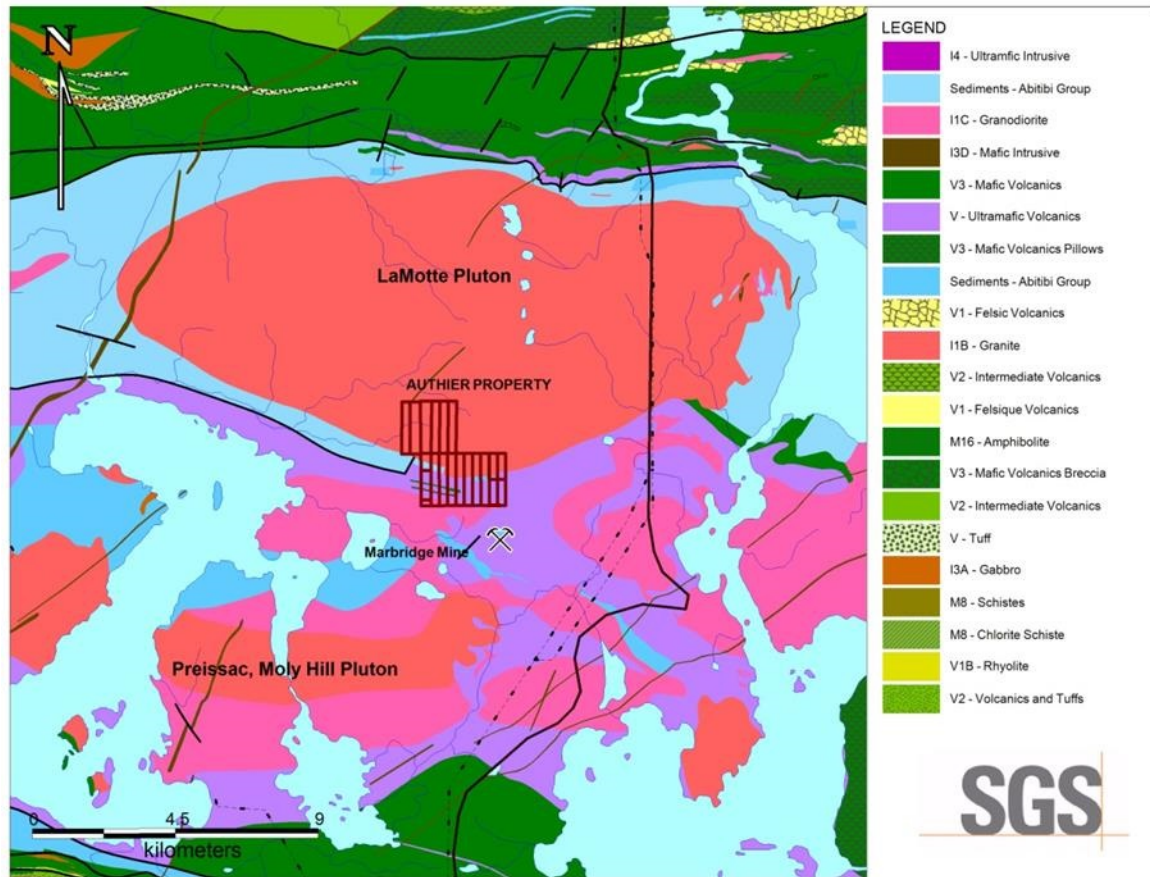 N
LaMotte Pluton
AUTHIER PROPERTY
Marbridge Mine
Preissac, Moly Hill Pluton
0 4.5 9
kilometers
LEGEND
I4 - Ultramfic Intrusive
Sediments - Abitibi Group
I1C - Granodiorite
I3D - Mafic Intrusive
V3 - Mafic Volcanics
V - Ultramafic Volcanics
V3 - Mafic Volcanics Pillows
Sediments - Abitibi Group
V1 - Felsic Volcanics
I1B - Granite
V2 - Intermediate Volcanics
V1 - Felsique Volcanics
M16 - Amphibolite
V3 - Mafic Volcanics Breccia
V2 - Intermediate Volcanics
V - Tuff
I3A - Gabbro
M8 - Schistes
M8 - Chlorite Schiste
V1B - Rhyolite
V2 - Volcanics and Tuffs
SGS